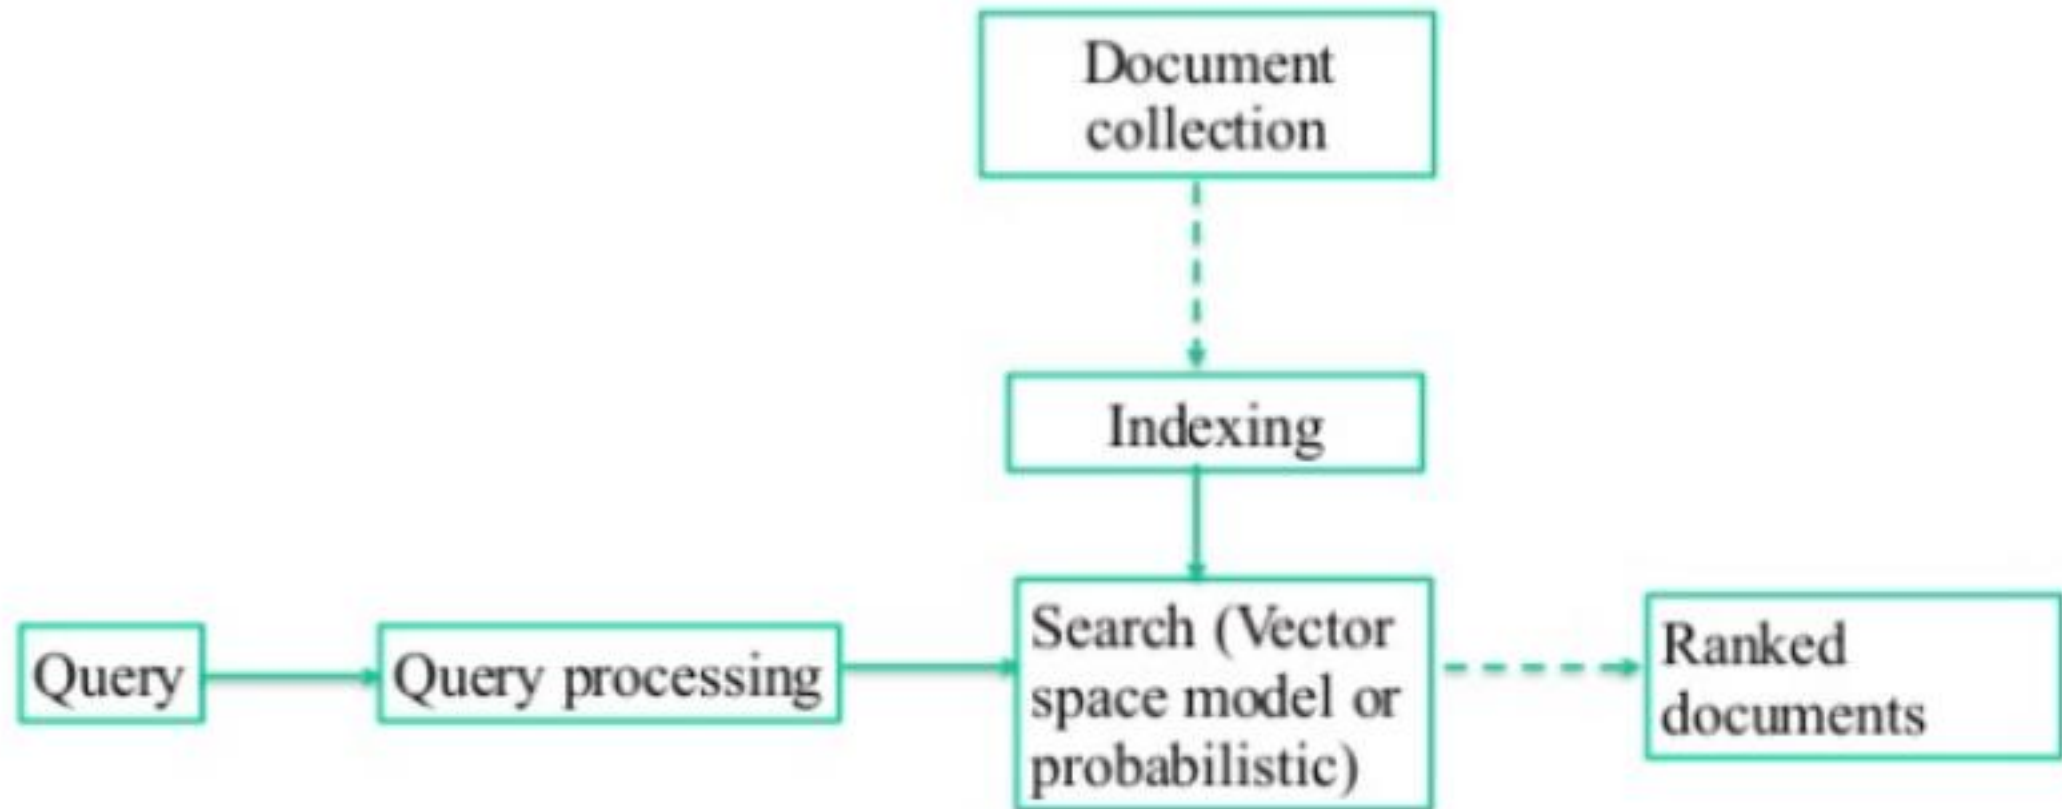 Document
collection
Indexing
Query
Query processing
Search (Vector
space model or
probabilistic)
Ranked
documents